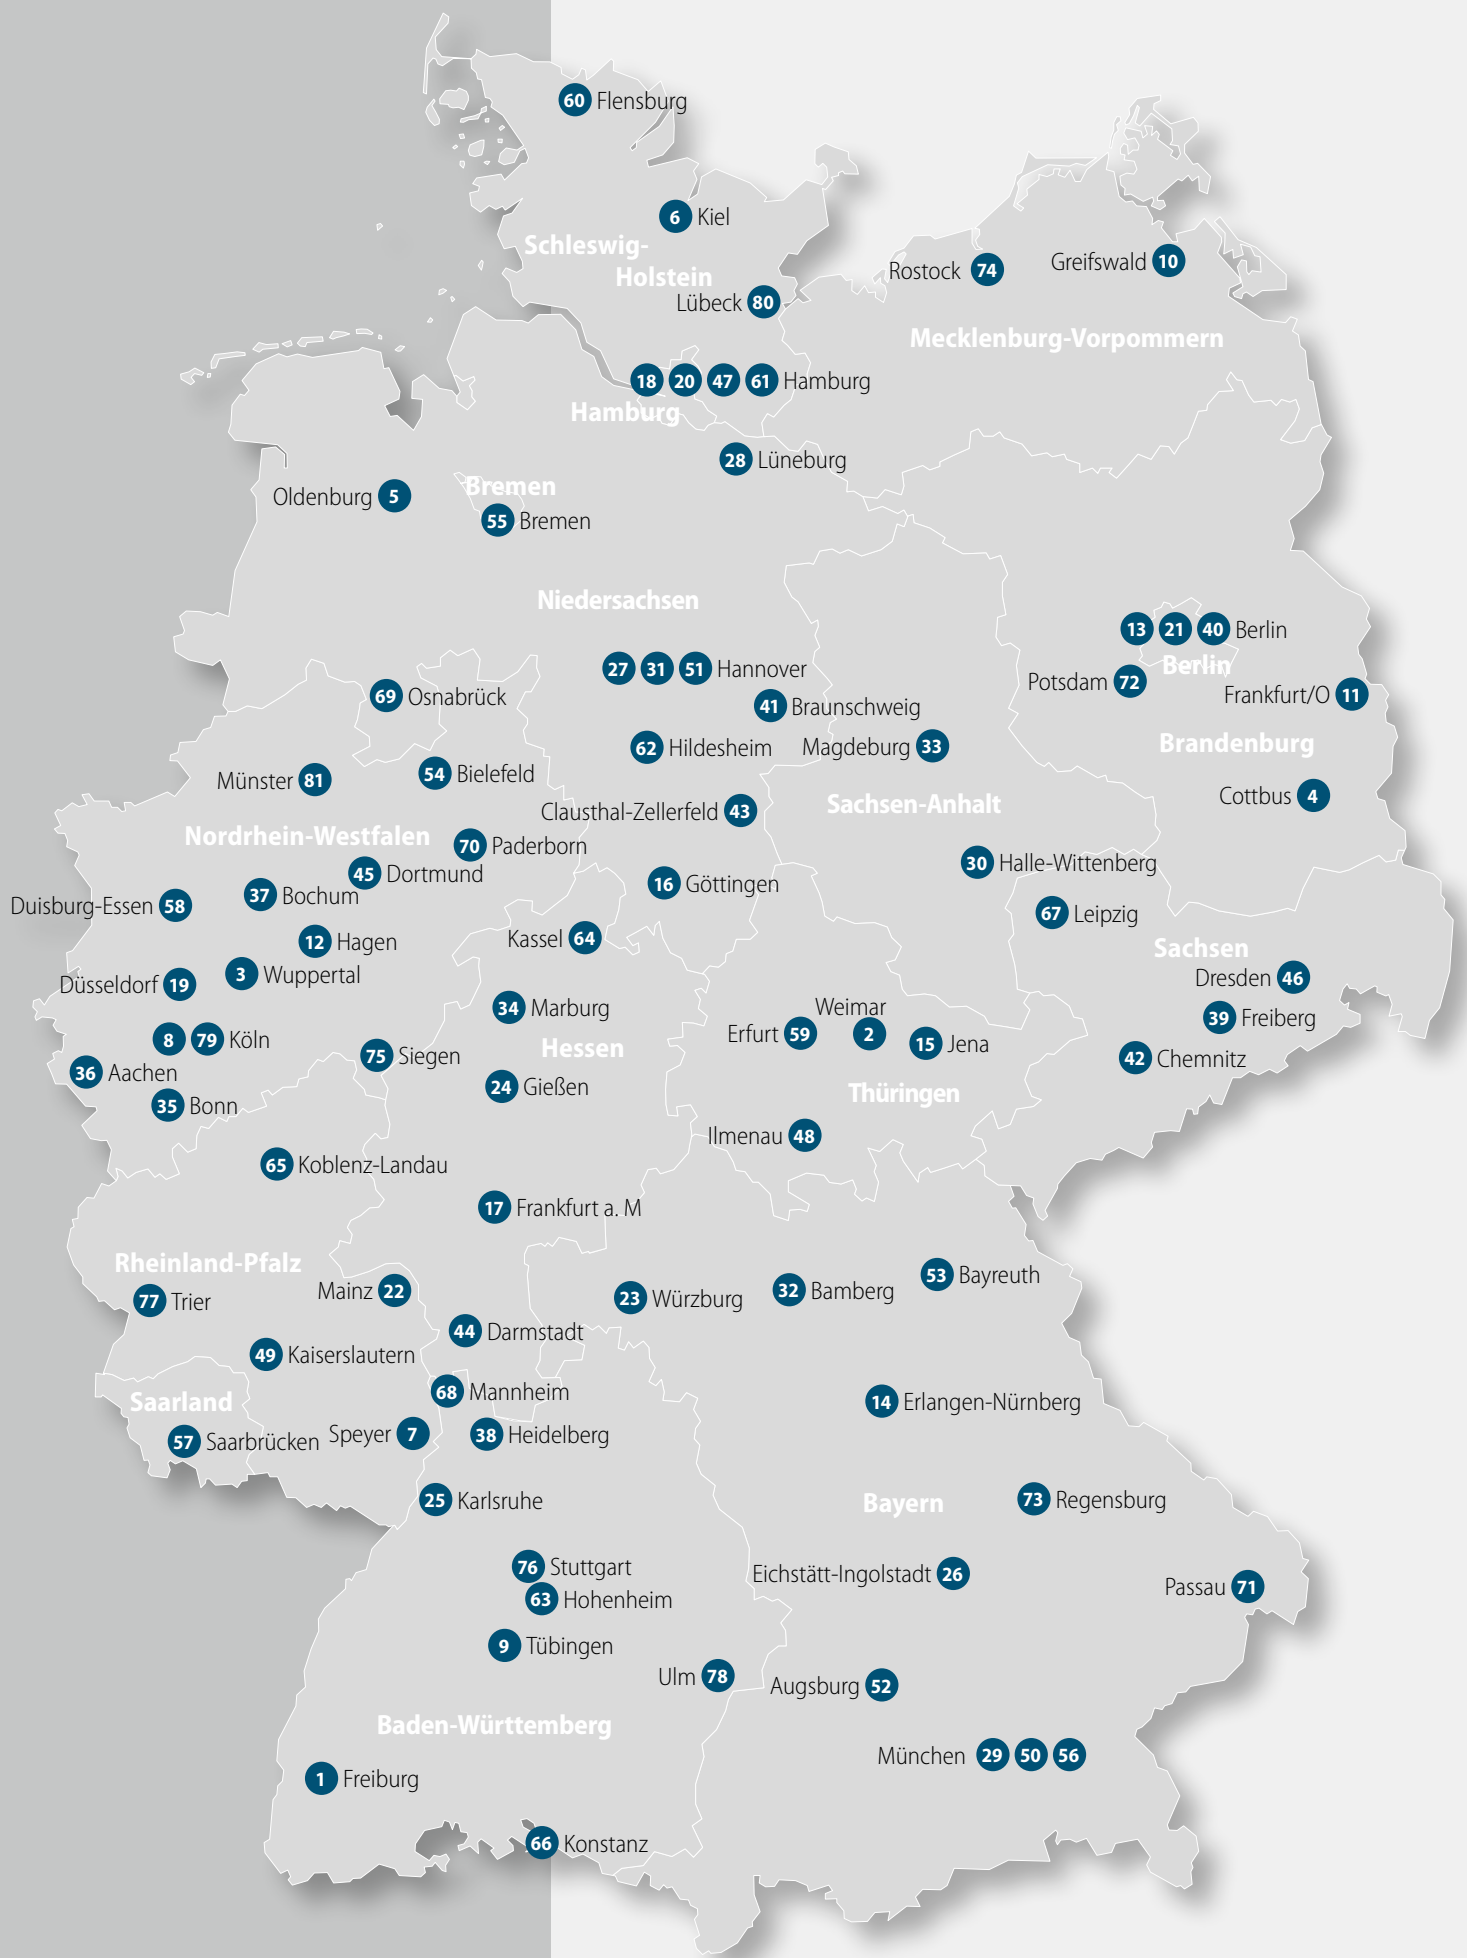 60 Flensburg
6 Kiel
Schleswig-
Holstein
Rostock 74
Greifswald 10
Lübeck 80
Mecklenburg-Vorpommern
18 20 47 61 Hamburg
Hamburg
28 Lüneburg
Oldenburg 5
Bremen
55 Bremen
Niedersachsen
13 21 40 Berlin
Berlin
27 31 51 Hannover
Potsdam 72
Frankfurt/O 11
69 Osnabrück
41 Braunschweig
62 Hildesheim
Magdeburg 33
Brandenburg
Münster 81
54 Bielefeld
Cottbus 4
Clausthal-Zellerfeld 43
Sachsen-Anhalt
Nordrhein-Westfalen
70 Paderborn
45 Dortmund
30 Halle-Wittenberg
16 Göttingen
37 Bochum
Duisburg-Essen 58
67 Leipzig
12 Hagen
Kassel 64
Sachsen
3 Wuppertal
Dresden 46
Düsseldorf 19
34 Marburg
Weimar
39 Freiberg
8 79 Köln
Erfurt 59
2
15 Jena
75 Siegen
Hessen
42 Chemnitz
36 Aachen
24 Gießen
Thüringen
35 Bonn
Ilmenau 48
65 Koblenz-Landau
17 Frankfurt a. M
Rheinland-Pfalz
53 Bayreuth
Mainz 22
32 Bamberg
77 Trier
23 Würzburg
44 Darmstadt
49 Kaiserslautern
68 Mannheim
Saarland
14 Erlangen-Nürnberg
57 Saarbrücken
Speyer 7
38 Heidelberg
25 Karlsruhe
Bayern
73 Regensburg
76 Stuttgart
Eichstätt-Ingolstadt 26
Passau 71
63 Hohenheim
9 Tübingen
Ulm 78
Augsburg 52
Baden-Württemberg
München 29 50 56
1 Freiburg
66 Konstanz